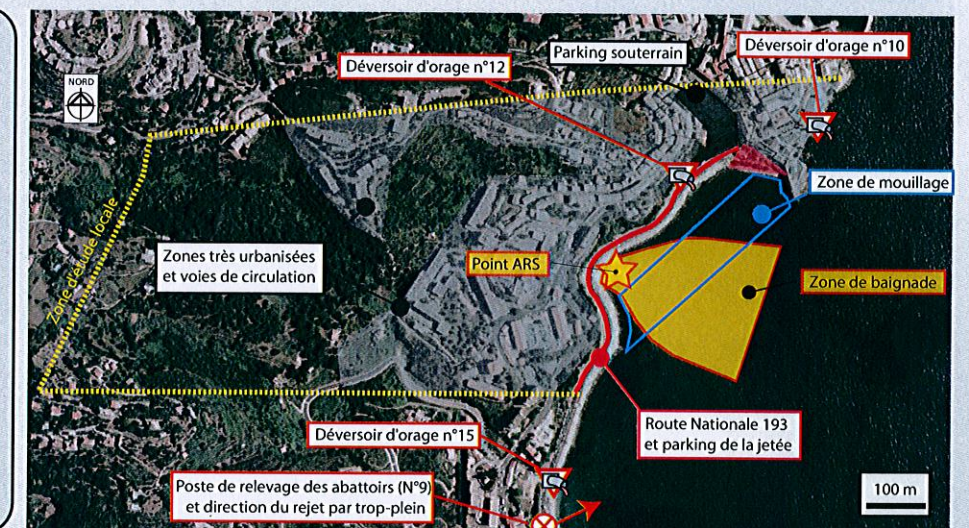 Parking souterrain
Déversoir d'orage n°10
Déversoir d'orage n°12
NORD
Zone de mouillage
Zone d'étude locale
Zones très urbanisées
et voies de circulation
Point ARS
Zone de baignade
Route Nationale 193
et parking de la jetée
Déversoir d'orage n°15
Poste de relevage des abattoirs (N°9)
et direction du rejet par trop-plein
100 m